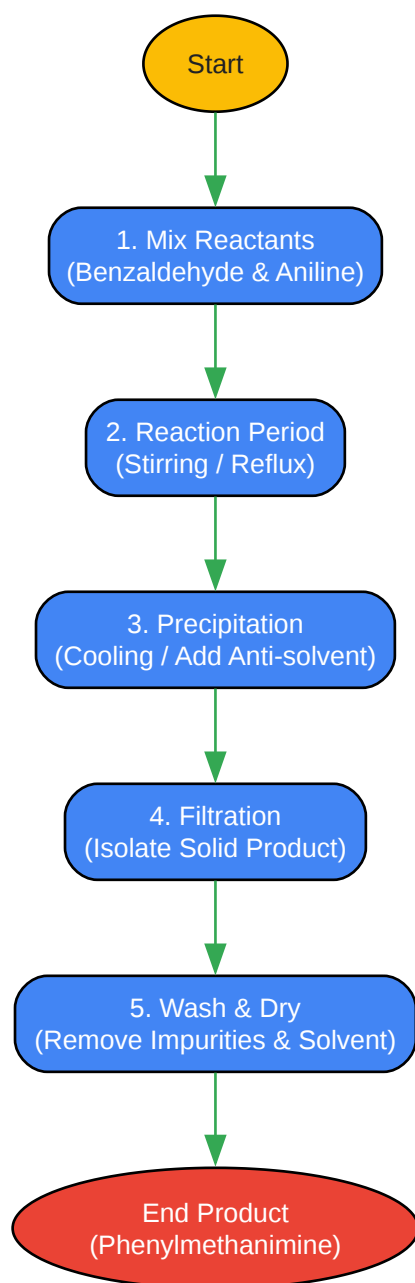 Start
1. Mix Reactants
(Benzaldehyde & Aniline)
2. Reaction Period
(Stirring / Reflux)
3. Precipitation
(Cooling / Add Anti-solvent)
4. Filtration
(Isolate Solid Product)
5. Wash & Dry
(Remove Impurities & Solvent)
End Product
(Phenylmethanimine)